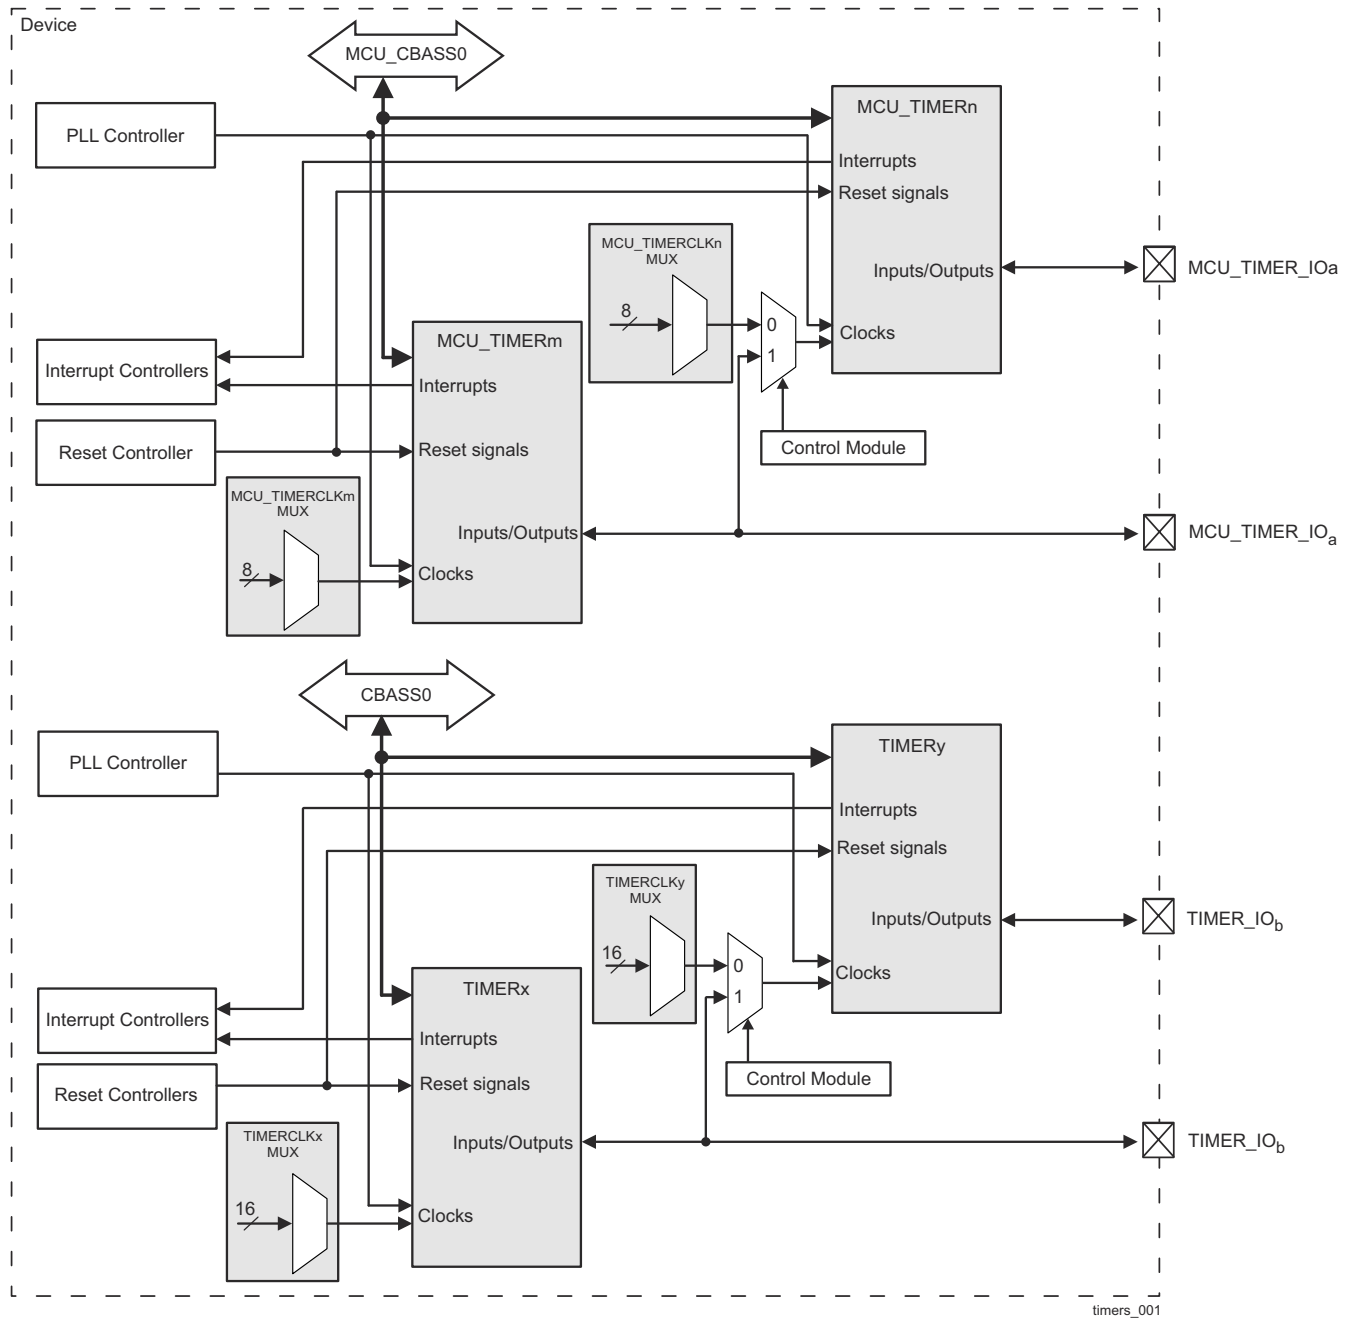 Device
MCU_CBASS0
PLL Controller
MCU_TIMERn
Interrupts
Reset signals
Inputs/Outputs
Clocks
MCU_TIMER_IOa
MCU_TIMERCLKn
MUX
8
0
1
Control Module
MCU_TIMERm
Interrupts
Reset signals
Inputs/Outputs
Clocks
Interrupt Controllers
Reset Controller
MCU_TIMERCLKm
MUX
8
MCU_TIMER_IOa
CBASS0
PLL Controller
TIMERy
Interrupts
Reset signals
Inputs/Outputs
Clocks
TIMER_IOb
TIMERCLKy
MUX
16
0
1
Control Module
TIMERx
Interrupts
Reset signals
Inputs/Outputs
Clocks
Interrupt Controllers
Reset Controllers
TIMERCLKx
MUX
16
TIMER_IOb
timers_001